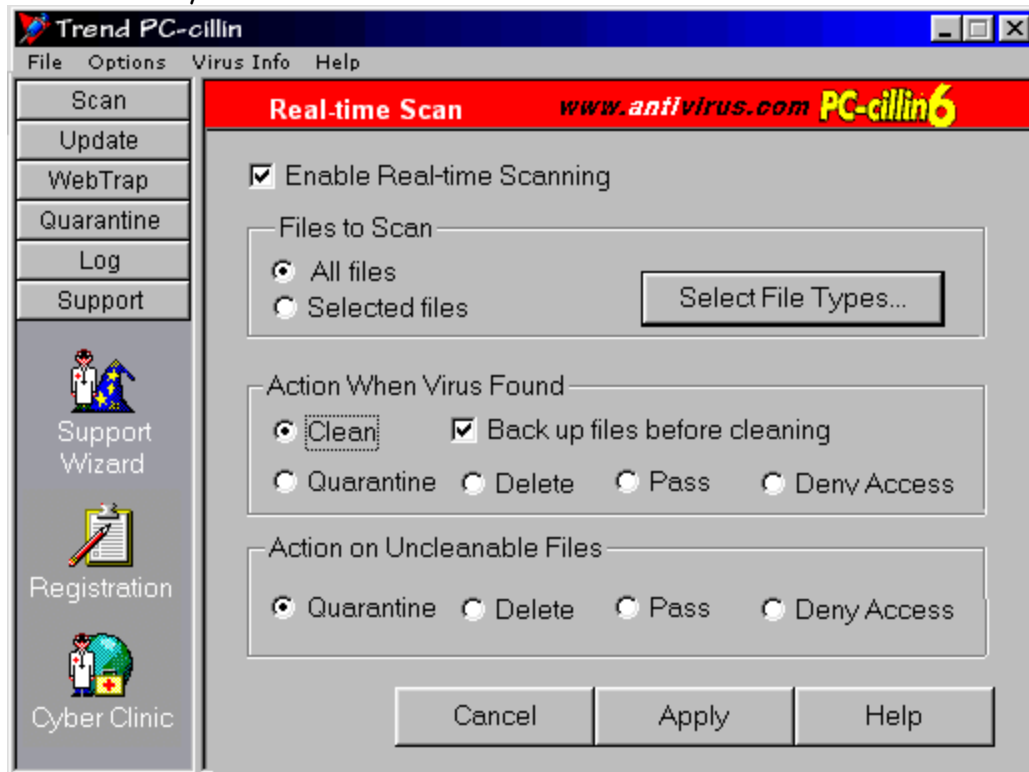 Trend PC-cillin
File Options Virus Info Help
Scan
Update
WebTrap
Quarantine
Log
Support
Support
Wizard
Registration
Cyber Clinic
Real-time Scan www.antivirus.com PC-cillin6
Enable Real-time Scanning
Files to Scan
All files
Selected files
Select File Types...
Action When Virus Found
Clean Back up files before cleaning
Quarantine Delete Pass Deny Access
Action on Uncleanable Files
Quarantine Delete Pass Deny Access
Cancel Apply Help